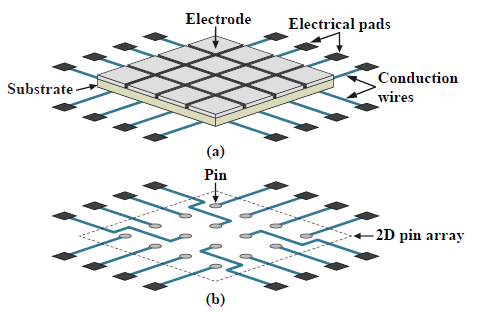 Electrode
Electrical pads
Substrate
Conduction
wires
(a)
Pin
2D pin array
(b)